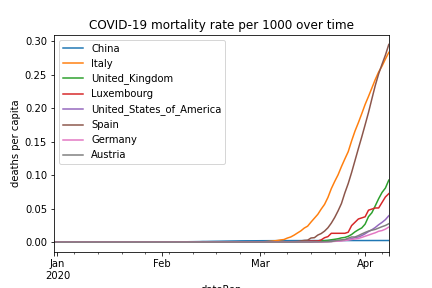 COVID-19 mortality rate per 1000 over time
deaths per capita
0.30
0.25
0.20
0.15
0.10
0.05
0.00
China
Italy
United_Kingdom
Luxembourg
United_States_of_America
Spain
Germany
Austria
Jan
2020
Feb
Mar
Apr
dateRep